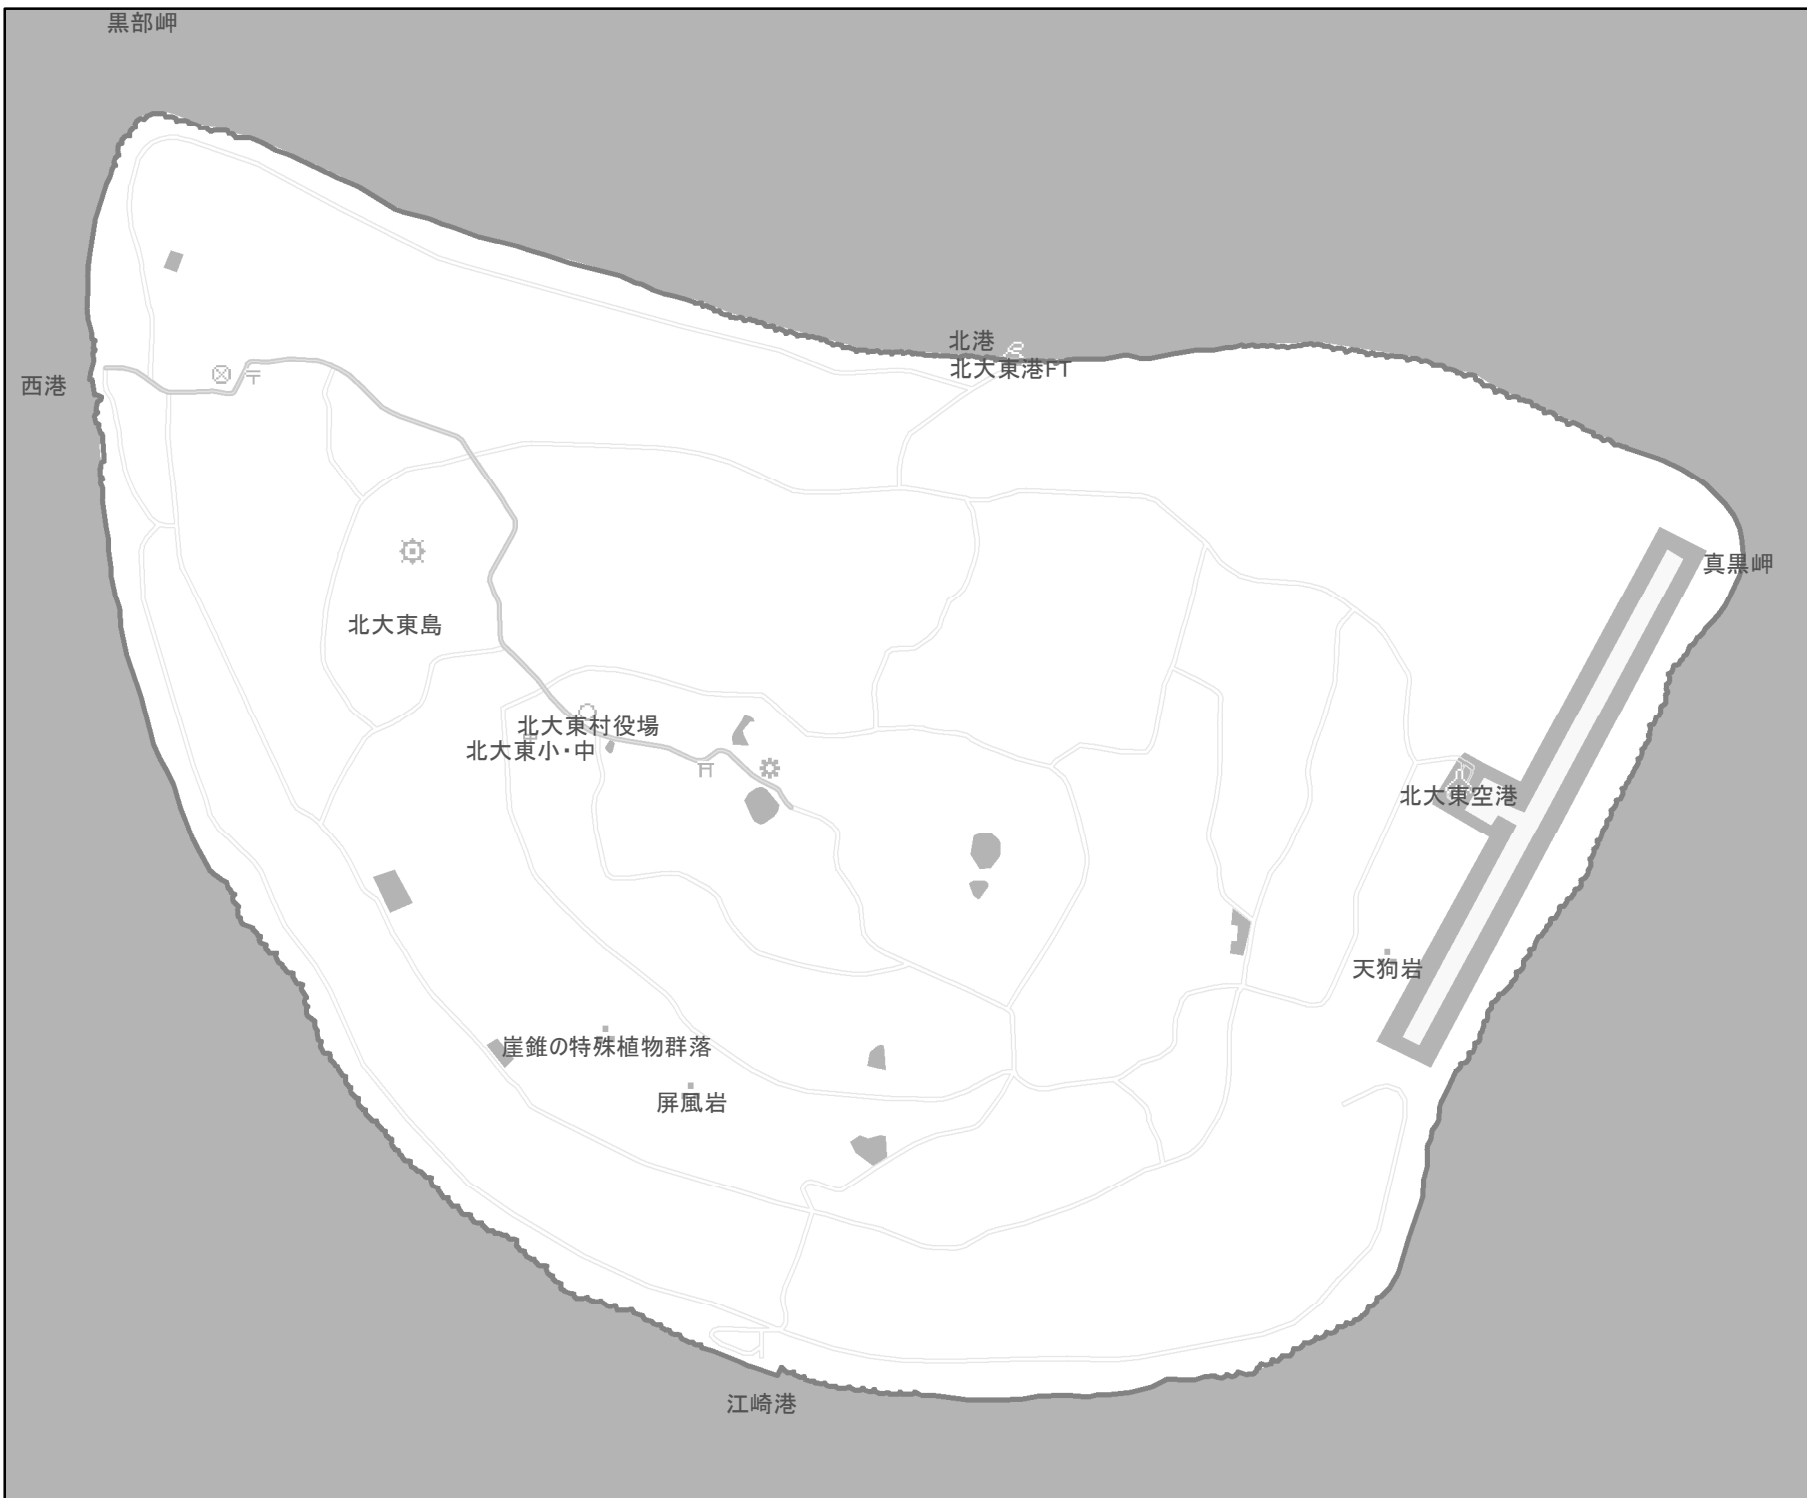 黒部岬
北港
北大東港FT
西港
真黒岬
北大東島
北大東村役場
北大東小・中
北大東空港
天狗岩
崖錐の特殊植物群落
屏風岩
江崎港